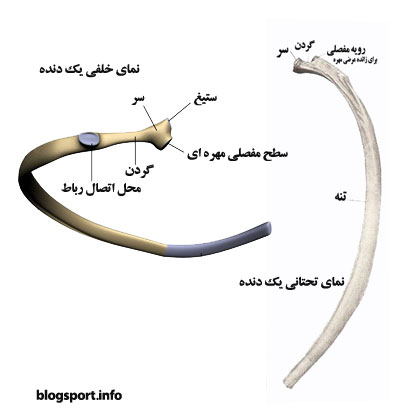 نمای خلفی یک دنده
سر
ستیغ
سطح مفصلی مهره ای
گردن
محل اتصال رباط
سر
گردن
رویه مفصلی
برای زائده عرضی مهره
تنه
نمای تحتانی یک دنده
blogsport.info